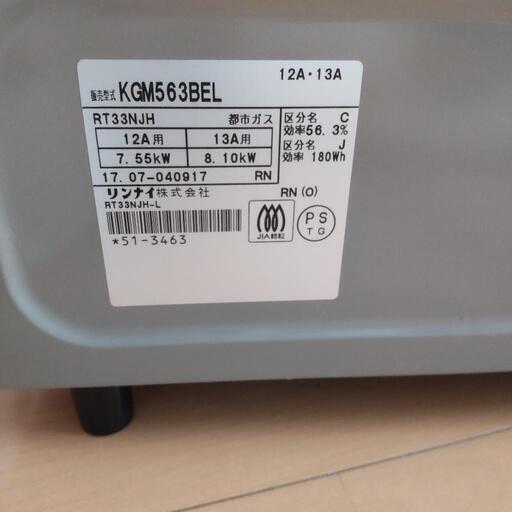 12A・13A
販売型式 KGM563BEL
RT33NJH 都市ガス
12A用 13A用
7.55kW 8.10kW
区分名 C
効率56.3%
区分名 J
効率 180Wh
17.07-040917 RN
リンナイ株式会社
RT33NJH-L
RN(O)
*51-3463
JIA認証
PS
TG